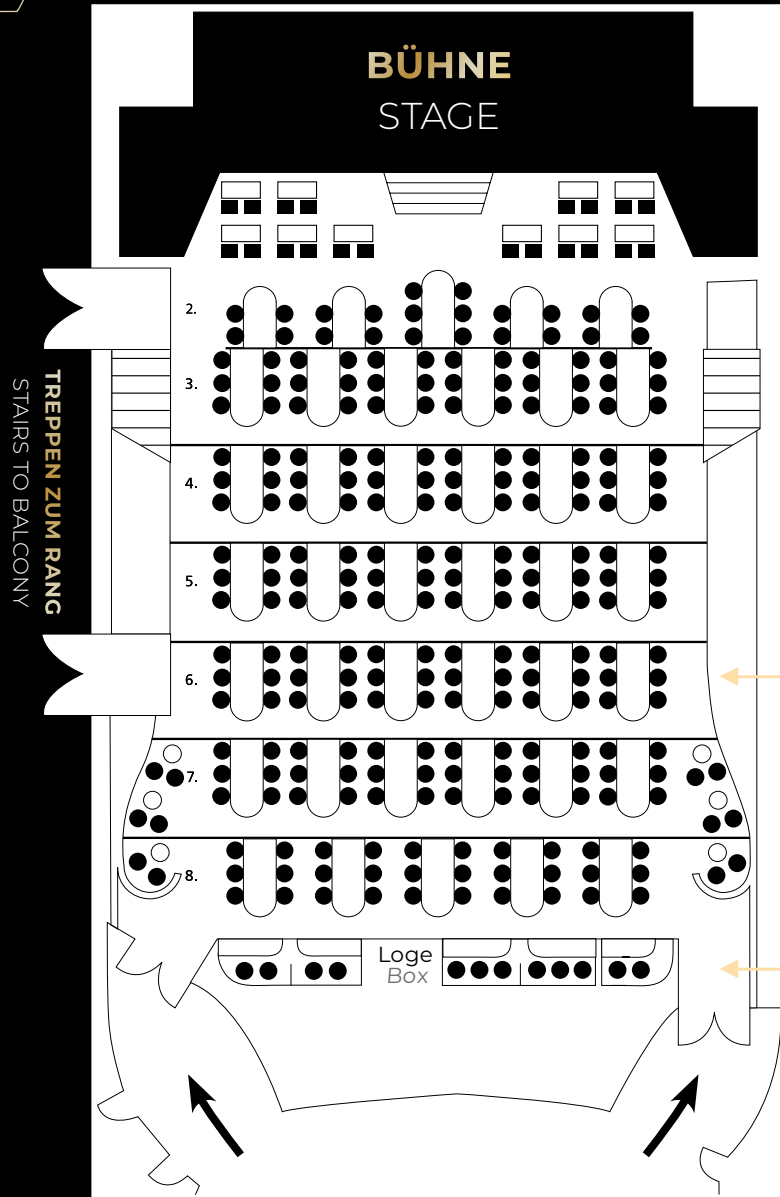 BÜHNE
STAGE
2.
3.
4.
5.
6.
7.
8.
TREPPEN ZUM RANG
STAIRS TO BALCONY
Loge
Box